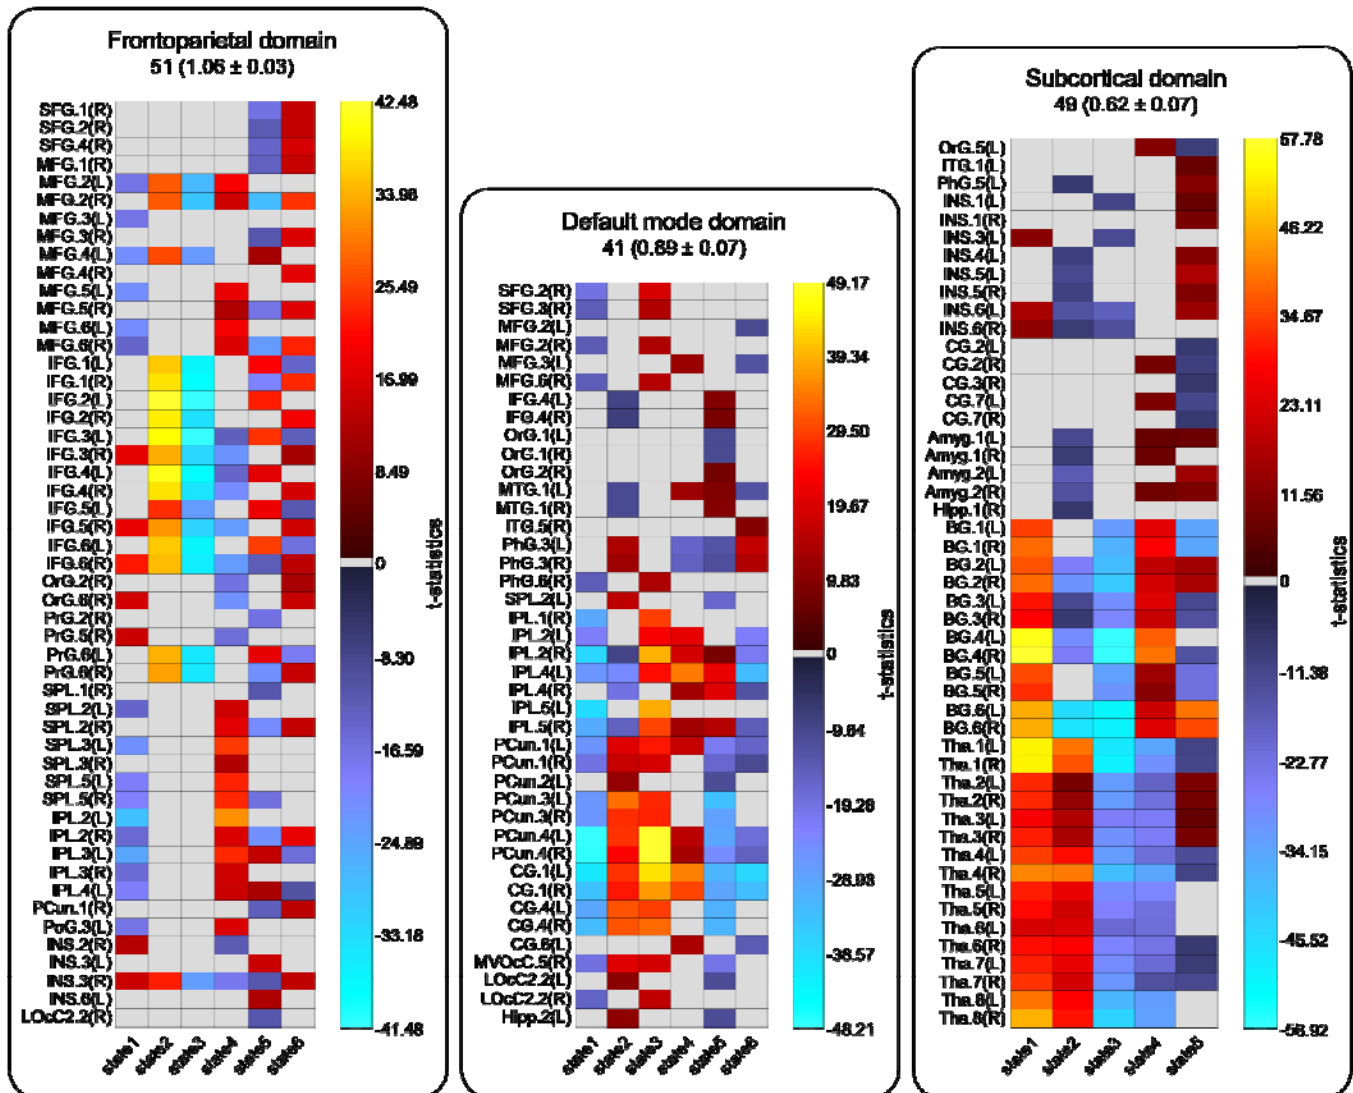 Frontoparietal domain
51 (1.06 ± 0.03)
SFG.1(R)
SFG.2(R)
SFG.4(R)
MFG.1(R)
MFG.2(L)
MFG.2(R)
MFG.3(L)
MFG.3(R)
MFG.4(L)
MFG.4(R)
MFG.5(L)
MFG.5(R)
MFG.6(L)
MFG.6(R)
IFG.1(L)
IFG.1(R)
IFG.2(L)
IFG.2(R)
IFG.3(L)
IFG.3(R)
IFG.4(L)
IFG.4(R)
IFG.5(L)
IFG.5(R)
IFG.6(L)
IFG.6(R)
OrG.2(R)
OrG.6(R)
PrG.2(R)
PrG.5(R)
PrG.6(L)
PrG.6(R)
SPL.1(R)
SPL.2(L)
SPL.2(R)
SPL.3(L)
SPL.3(R)
SPL.5(L)
SPL.5(R)
IPL.2(L)
IPL.2(R)
IPL.3(L)
IPL.3(R)
IPL.4(L)
PCun.1(R)
PoG.3(L)
INS.2(R)
INS.3(L)
INS.3(R)
INS.6(L)
LOcC2.2(R)
state1
state2
state3
state4
state5
state6
42.48
33.98
25.49
16.99
8.49
0
-8.30
-16.59
-24.89
-33.18
-41.48
t-statistics
Default mode domain
41 (0.89 ± 0.07)
SFG.2(R)
SFG.3(R)
MFG.2(L)
MFG.2(R)
MFG.3(L)
MFG.6(R)
IFG.4(L)
IFG.4(R)
OrG.1(L)
OrG.1(R)
OrG.2(R)
MTG.1(L)
MTG.1(R)
ITG.5(R)
PhG.3(L)
PhG.3(R)
PhG.6(R)
SPL.2(L)
IPL.1(R)
IPL.2(L)
IPL.2(R)
IPL.4(L)
IPL.4(R)
IPL.5(L)
IPL.5(R)
PCun.1(L)
PCun.1(R)
PCun.2(L)
PCun.3(L)
PCun.3(R)
PCun.4(L)
PCun.4(R)
CG.1(L)
CG.1(R)
CG.4(L)
CG.4(R)
CG.6(L)
MVOcC.5(R)
LOcC2.2(L)
LOcC2.2(R)
Hipp.2(L)
state1
state2
state3
state4
state5
state6
49.17
39.34
29.50
19.67
9.83
0
-9.64
-19.28
-28.93
-38.57
-48.21
t-statistics
Subcortical domain
49 (0.62 ± 0.07)
OrG.5(L)
ITG.1(L)
PhG.5(L)
INS.1(L)
INS.1(R)
INS.3(L)
INS.4(L)
INS.5(L)
INS.5(R)
INS.6(L)
INS.6(R)
CG.2(L)
CG.2(R)
CG.3(R)
CG.7(L)
CG.7(R)
Amyg.1(L)
Amyg.1(R)
Amyg.2(L)
Amyg.2(R)
Hipp.1(R)
BG.1(L)
BG.1(R)
BG.2(L)
BG.2(R)
BG.3(L)
BG.3(R)
BG.4(L)
BG.4(R)
BG.5(L)
BG.5(R)
BG.6(L)
BG.6(R)
Tha.1(L)
Tha.1(R)
Tha.2(L)
Tha.2(R)
Tha.3(L)
Tha.3(R)
Tha.4(L)
Tha.4(R)
Tha.5(L)
Tha.5(R)
Tha.6(L)
Tha.6(R)
Tha.7(L)
Tha.7(R)
Tha.8(L)
Tha.8(R)
state1
state2
state3
state4
state5
57.78
46.22
34.67
23.11
11.56
0
-11.38
-22.77
-34.15
-45.52
-56.92
t-statistics